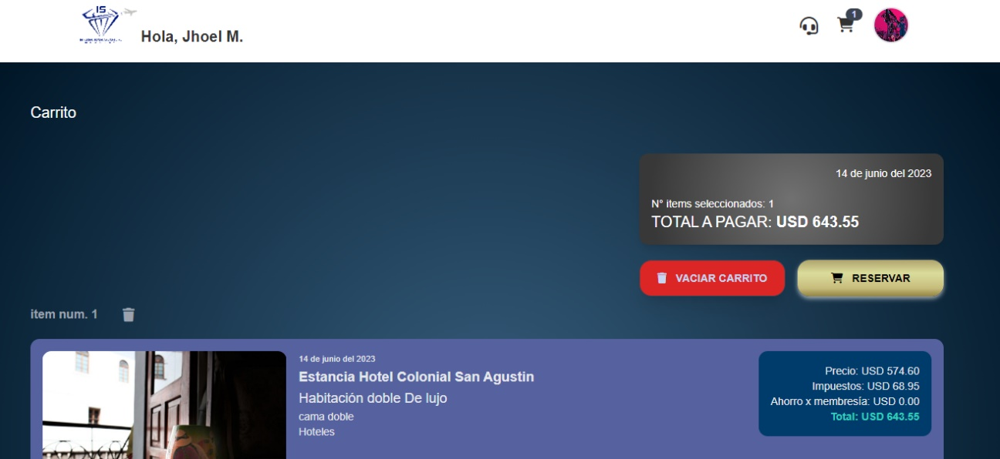 IS
Hola, Jhoel M.
1
Carrito
14 de junio del 2023
N° items seleccionados: 1
TOTAL A PAGAR: USD 643.55
VACIAR CARRITO
RESERVAR
item num. 1
14 de junio del 2023
Estancia Hotel Colonial San Agustin
Habitación doble De lujo
cama doble
Hoteles
Precio: USD 574.60
Impuestos: USD 68.95
Ahorro x membresía: USD 0.00
Total: USD 643.55